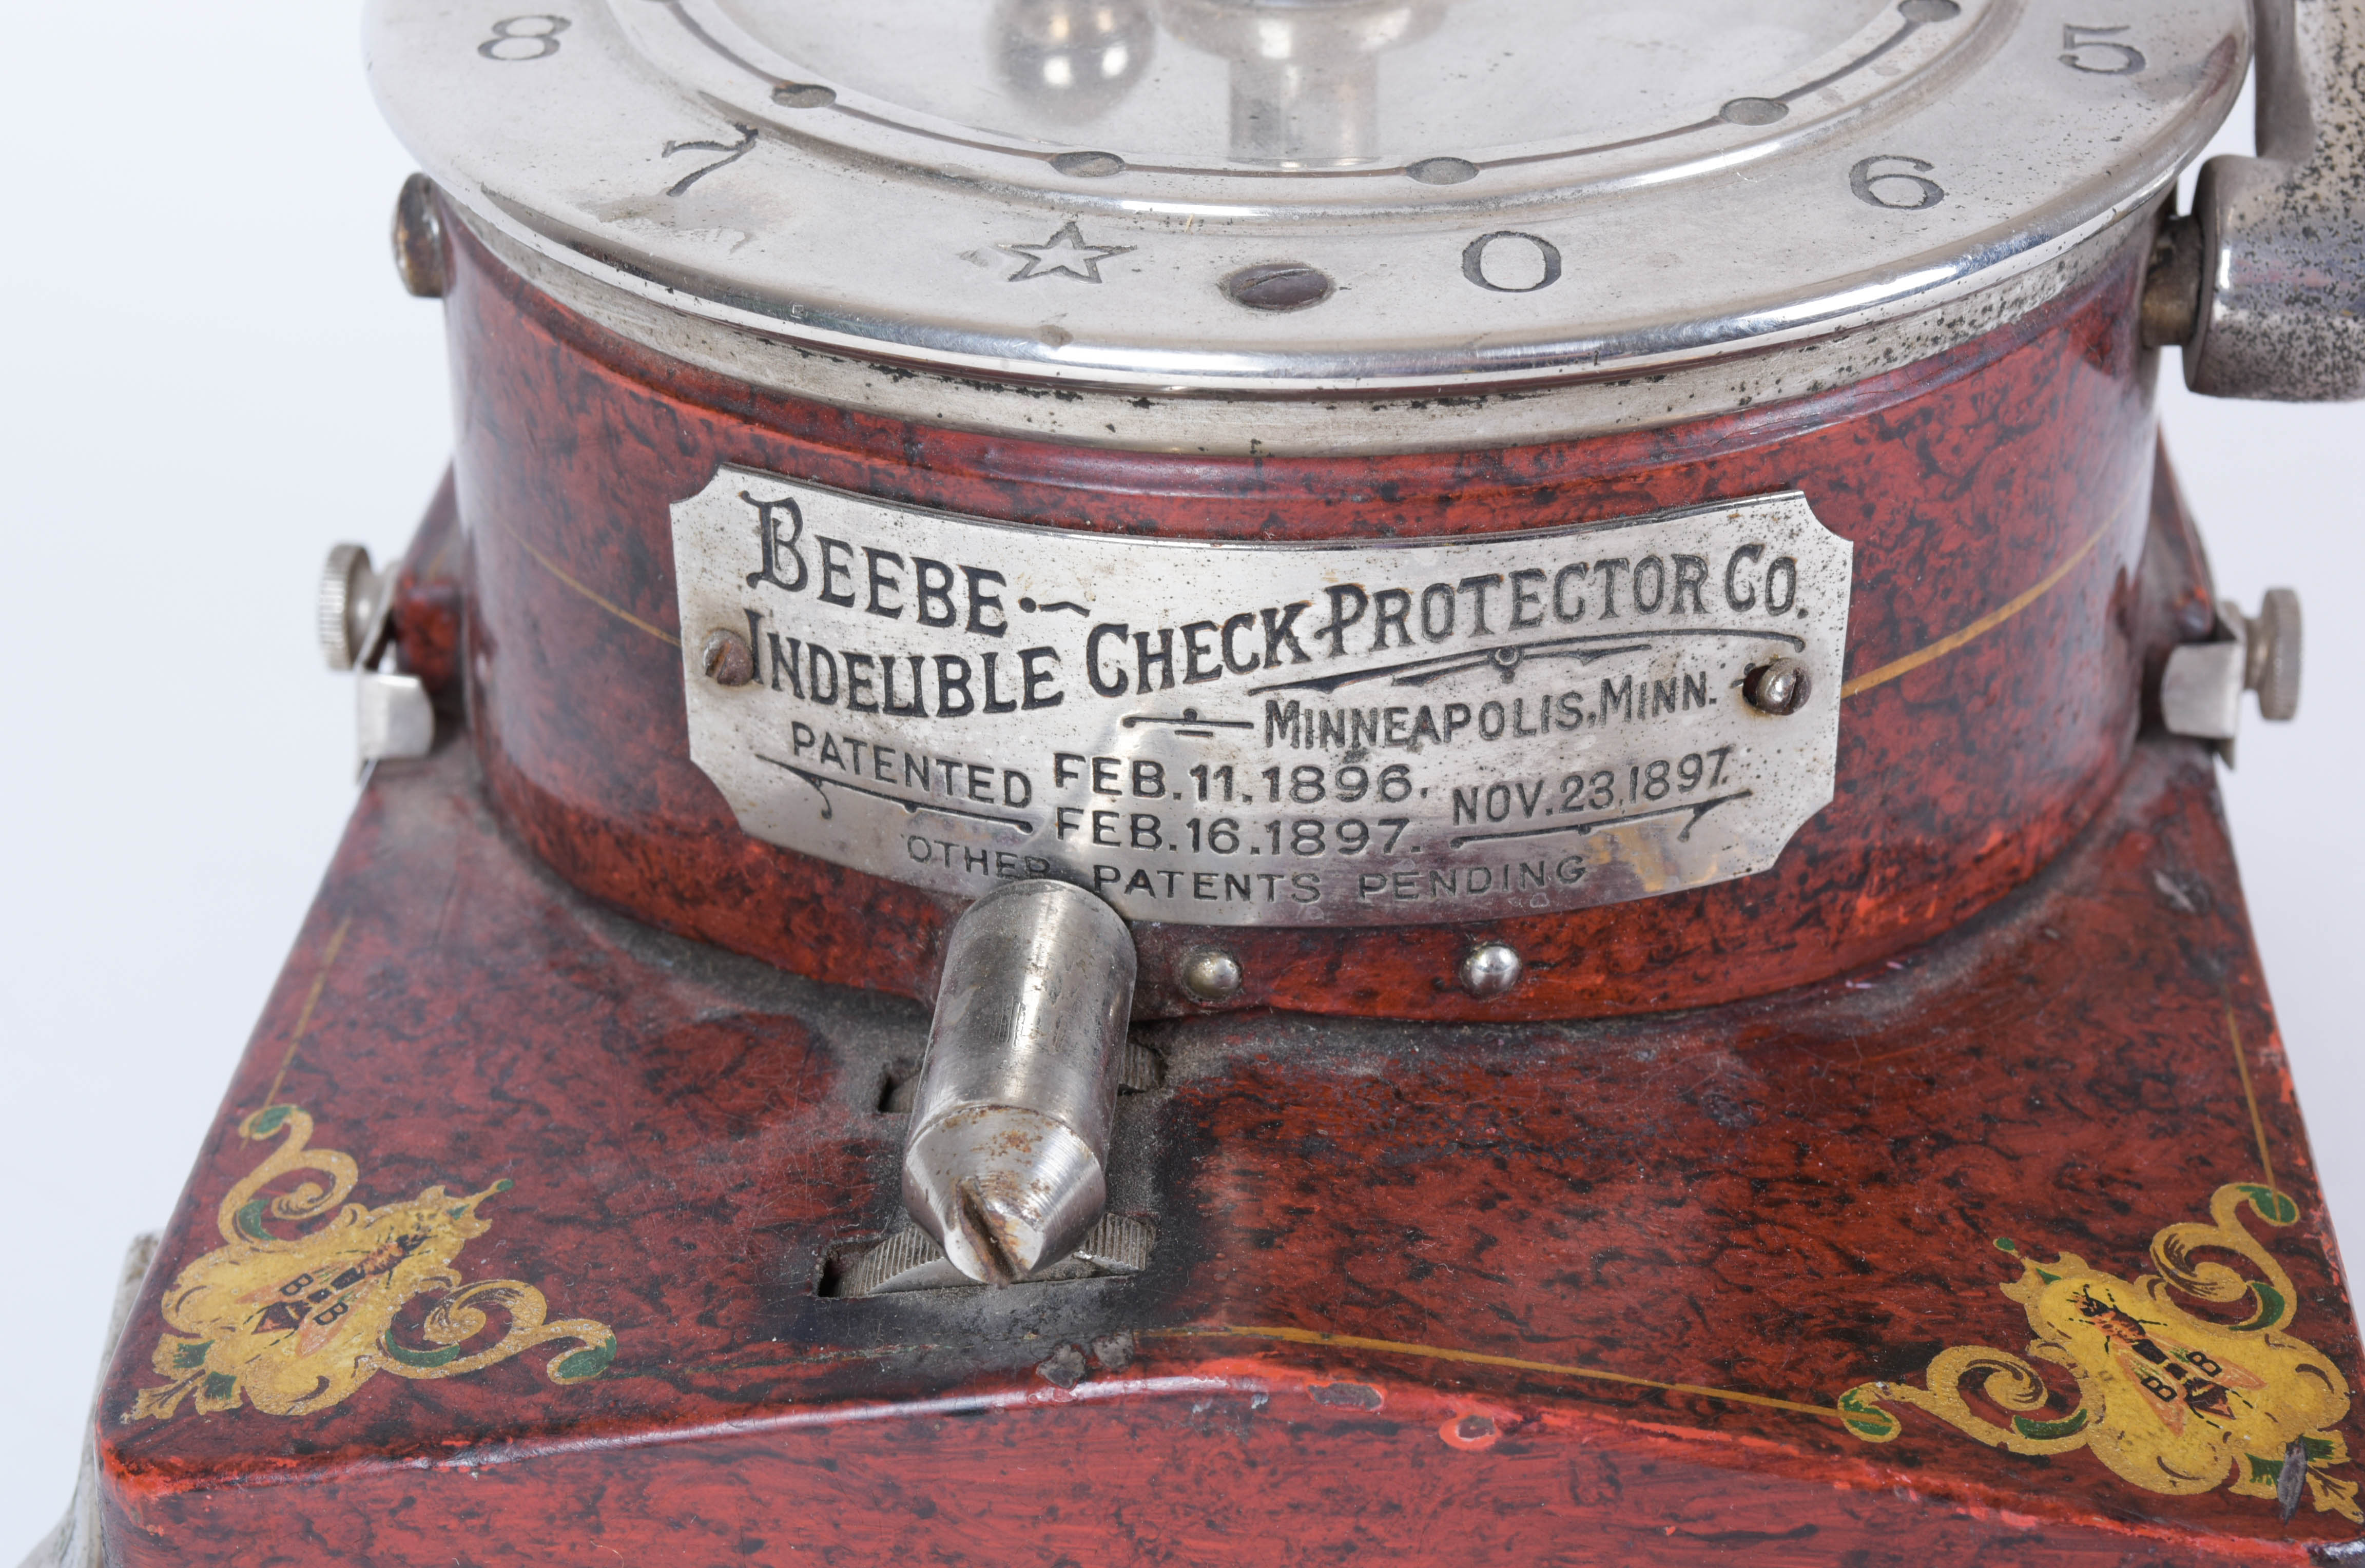 8 7 ☆ 0 6 5
BEEBE
INDELIBLE CHECK PROTECTOR CO.
MINNEAPOLIS, MINN.
PATENTED FEB. 11. 1896. NOV. 23, 1897.
FEB. 16. 1897.
OTHER PATENTS PENDING
B B
B B